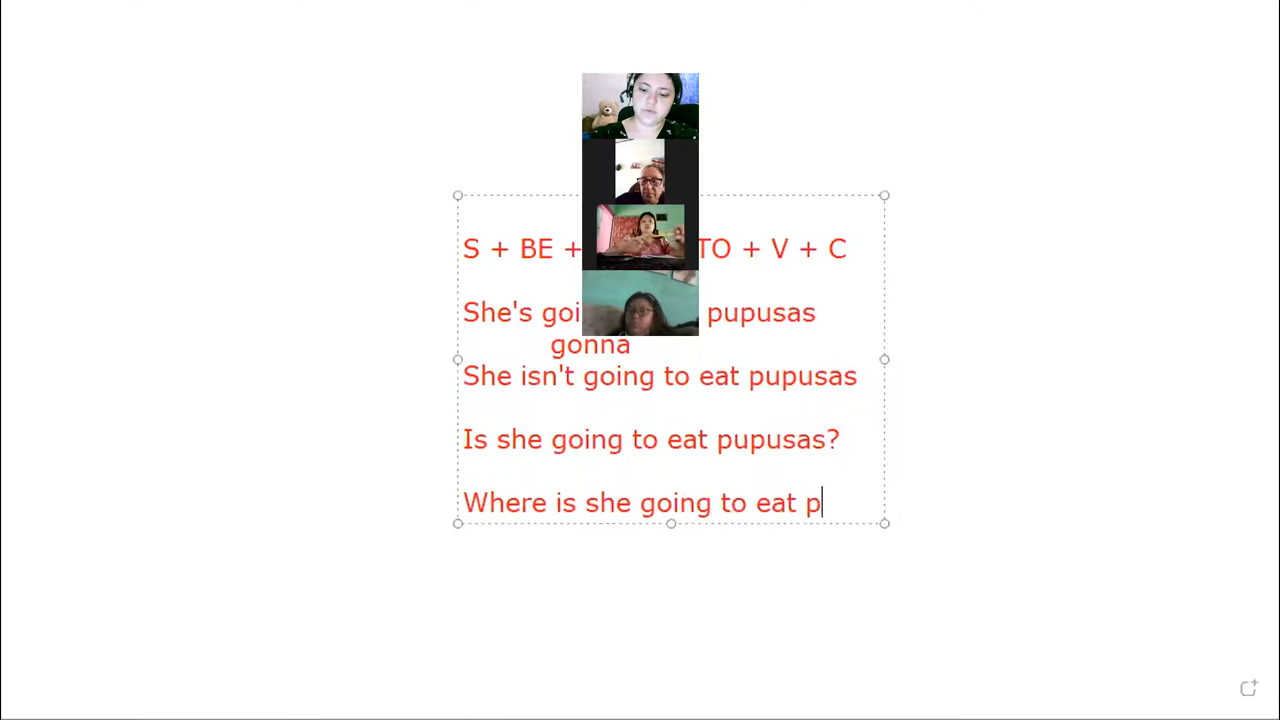 S + BE + TO + V + C
She's goi pupusas
gonna
She isn't going to eat pupusas
Is she going to eat pupusas?
Where is she going to eat p